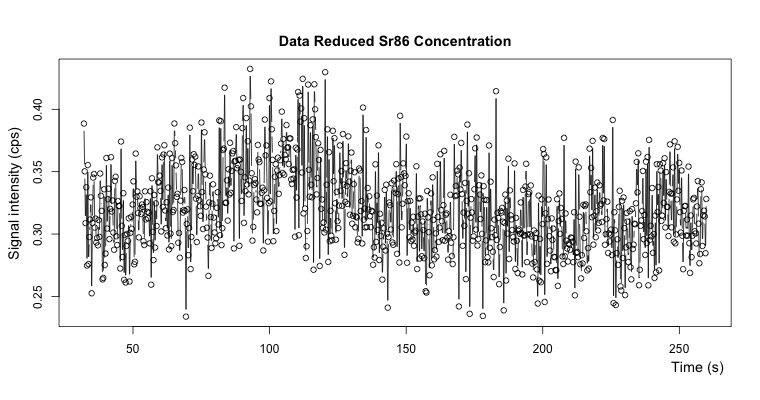 Data Reduced Sr86 Concentration
Signal intensity (cps)
0.40
0.35
0.30
0.25
50 100 150 200 250
Time (s)